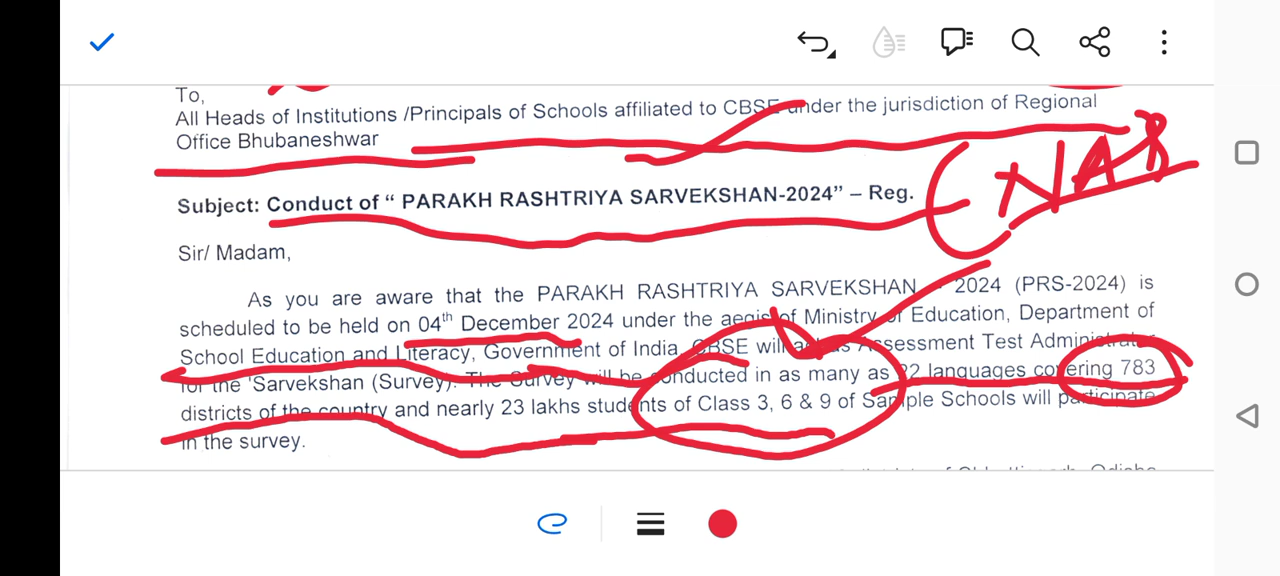 To,
All Heads of Institutions /Principals of Schools affiliated to CBSE under the jurisdiction of Regional
Office Bhubaneshwar
NAS
Subject: Conduct of “ PARAKH RASHTRIYA SARVEKSHAN-2024” – Reg.
Sir/ Madam,
As you are aware that the PARAKH RASHTRIYA SARVEKSHAN - 2024 (PRS-2024) is
scheduled to be held on 04th December 2024 under the aegis of Ministry of Education, Department of
School Education and Literacy, Government of India. CBSE will act as Assessment Test Administrator
for the 'Sarvekshan (Survey). The Survey will be conducted in as many as 22 languages covering 783
districts of the country and nearly 23 lakhs students of Class 3, 6 & 9 of Sample Schools will participate
in the survey.